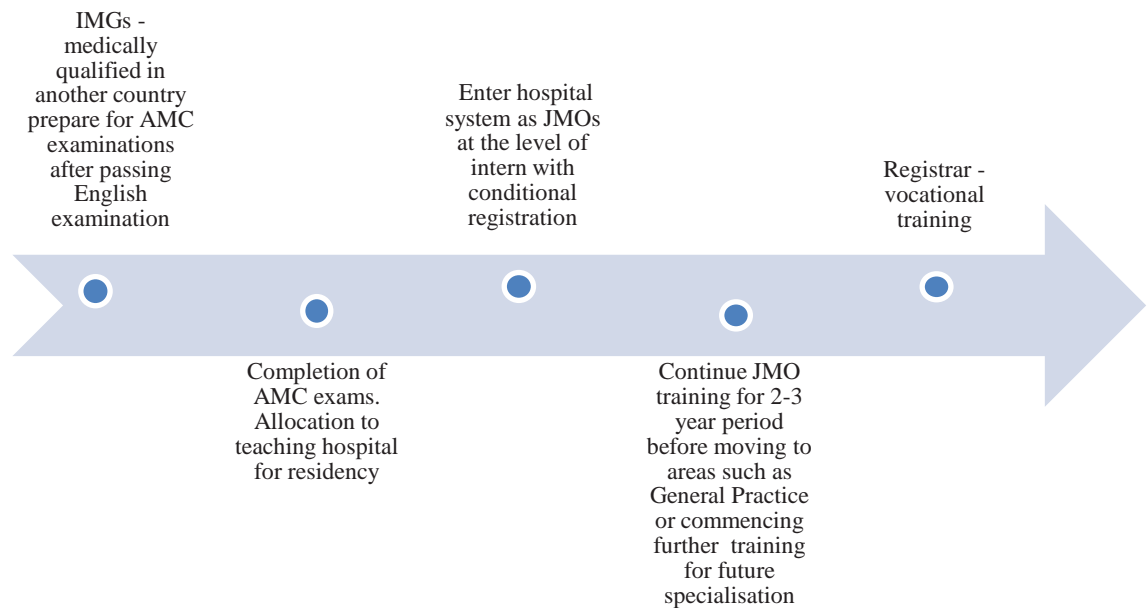 IMGs -
medically
qualified in
another country
prepare for AMC
examinations
after passing
English
examination
Completion of
AMC exams.
Allocation to
teaching hospital
for residency
Enter hospital
system as JMOs
at the level of
intern with
conditional
registration
Continue JMO
training for 2-3
year period
before moving to
areas such as
General Practice
or commencing
further training
for future
specialisation
Registrar -
vocational
training